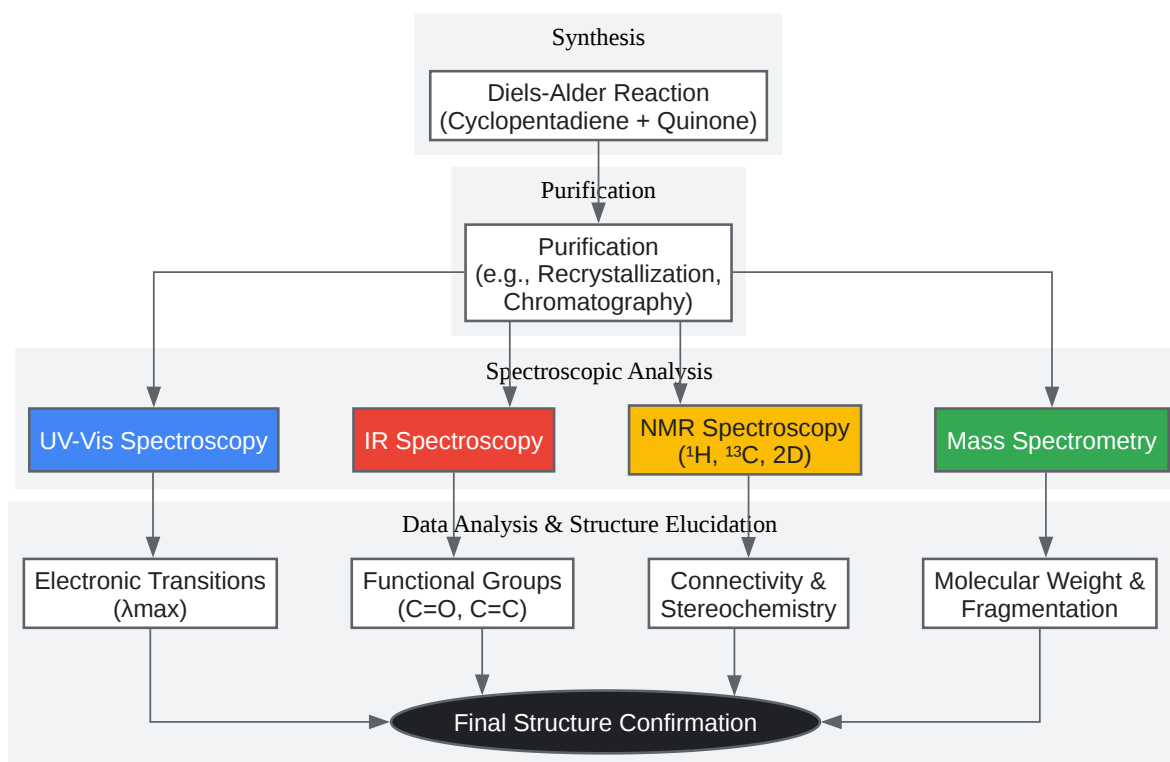 Synthesis
Diels-Alder Reaction
(Cyclopentadiene + Quinone)
Purification
Purification
(e.g., Recrystallization,
Chromatography)
Spectroscopic Analysis
UV-Vis Spectroscopy
IR Spectroscopy
NMR Spectroscopy
(¹H, ¹³C, 2D)
Mass Spectrometry
Data Analysis & Structure Elucidation
Electronic Transitions
(λmax)
Functional Groups
(C=O, C=C)
Connectivity &
Stereochemistry
Molecular Weight &
Fragmentation
Final Structure Confirmation